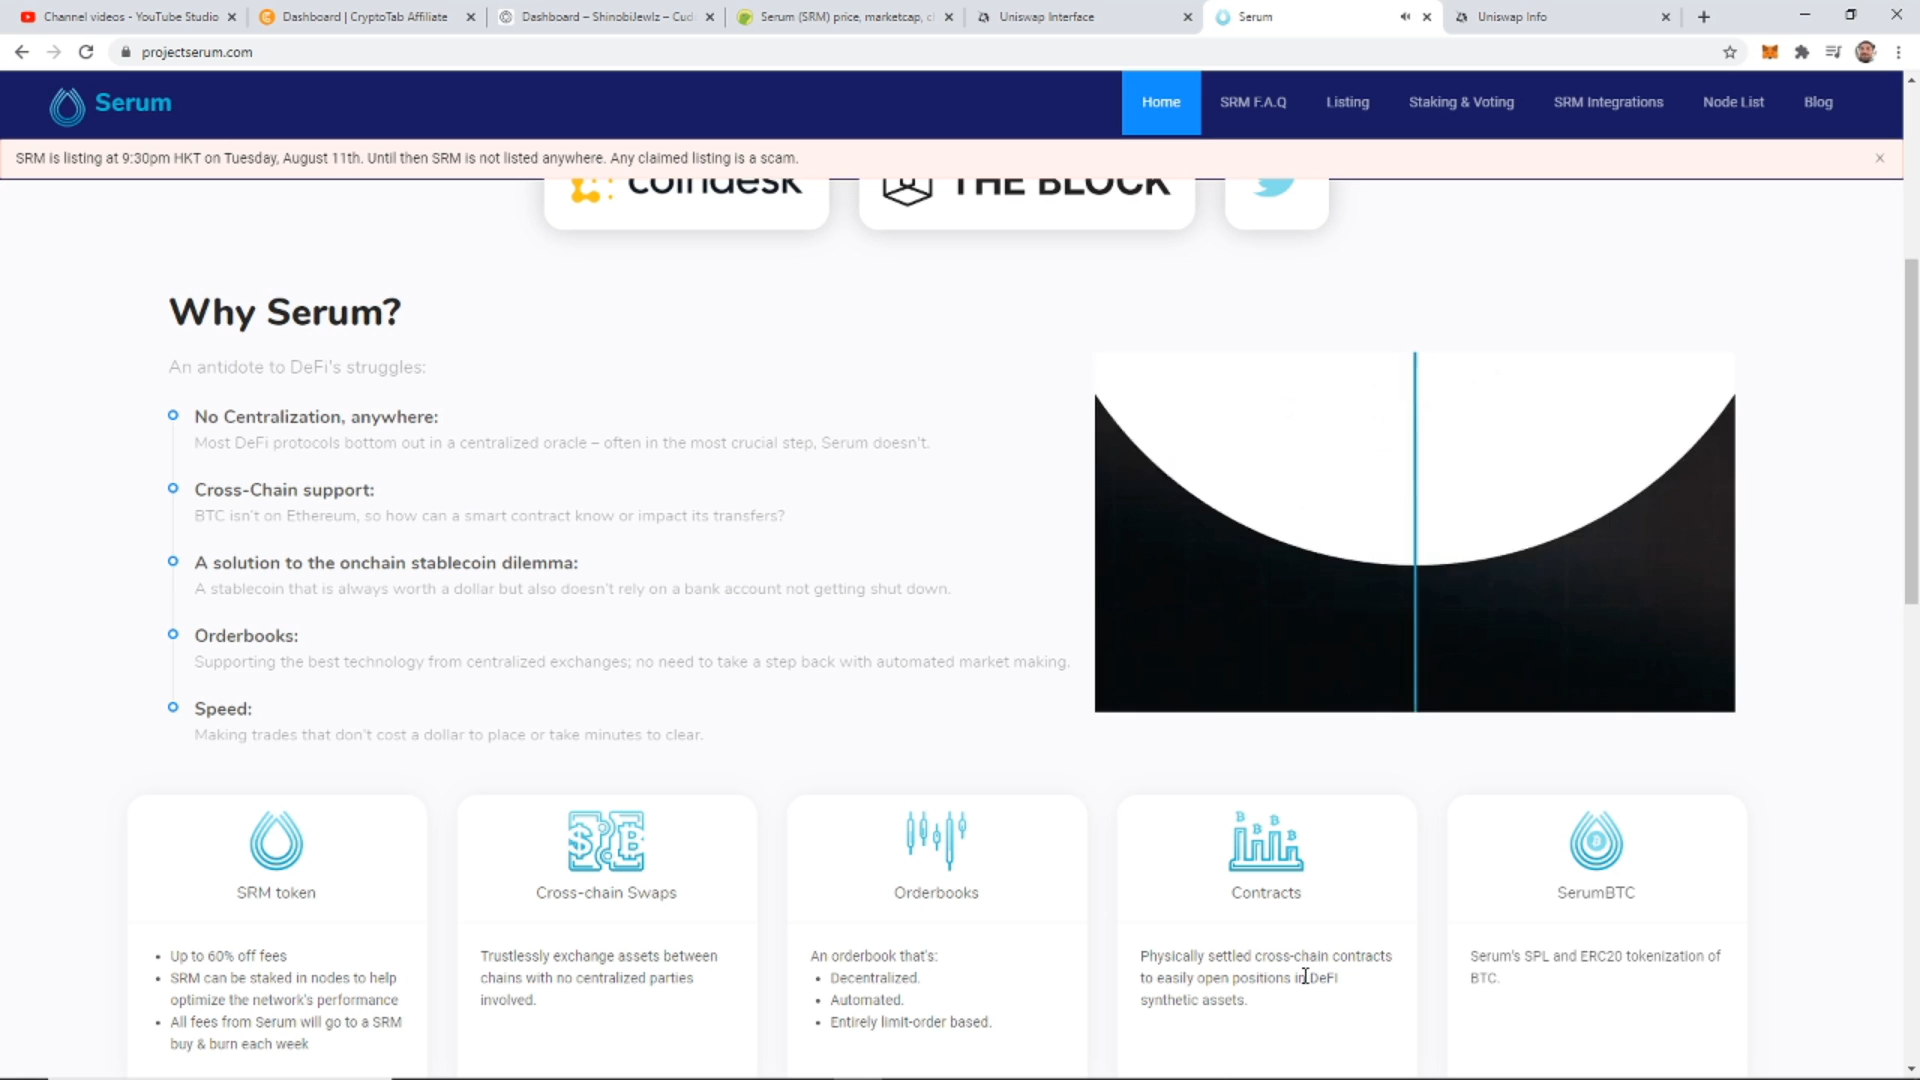 Channel videos - YouTube Studio
Dashboard | CryptoTab Affiliate
Dashboard – ShinobiJewlz – Cud
Serum (SRM) price, marketcap, c
Uniswap Interface
Serum
Uniswap Info
projectserum.com
Serum
Home
SRM F.A.Q
Listing
Staking & Voting
SRM Integrations
Node List
Blog
SRM is listing at 9:30pm HKT on Tuesday, August 11th. Until then SRM is not listed anywhere. Any claimed listing is a scam.
coindesk
THE BLOCK
Why Serum?
An antidote to DeFi's struggles:
No Centralization, anywhere:
Most DeFi protocols bottom out in a centralized oracle – often in the most crucial step, Serum doesn't.
Cross-Chain support:
BTC isn't on Ethereum, so how can a smart contract know or impact its transfers?
A solution to the onchain stablecoin dilemma:
A stablecoin that is always worth a dollar but also doesn't rely on a bank account not getting shut down.
Orderbooks:
Supporting the best technology from centralized exchanges; no need to take a step back with automated market making.
Speed:
Making trades that don't cost a dollar to place or take minutes to clear.
SRM token
Up to 60% off fees
SRM can be staked in nodes to help
optimize the network's performance
All fees from Serum will go to a SRM
buy & burn each week
Cross-chain Swaps
Trustlessly exchange assets between
chains with no centralized parties
involved.
Orderbooks
An orderbook that's:
Decentralized.
Automated.
Entirely limit-order based.
Contracts
Physically settled cross-chain contracts
to easily open positions in DeFI
synthetic assets.
SerumBTC
Serum's SPL and ERC20 tokenization of
BTC.